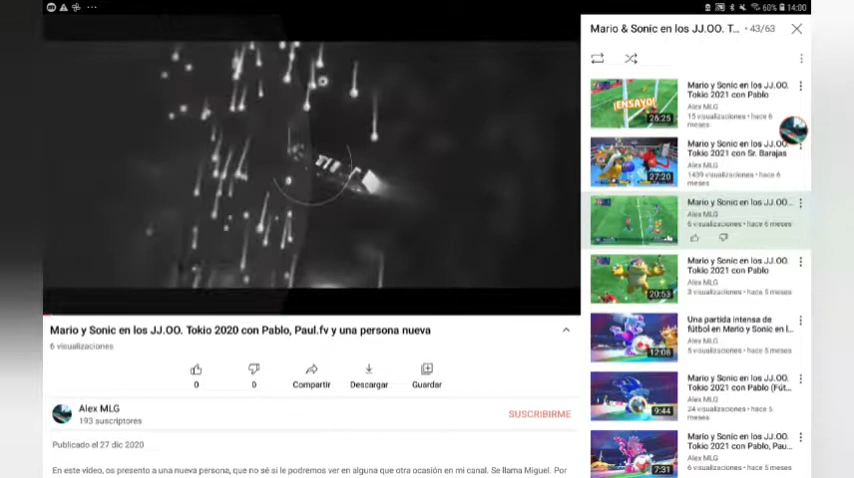 60% 14:00
Mario & Sonic en los JJ.OO. T... • 43/63
Mario y Sonic en los JJ.OO. Tokio 2020 con Pablo, Paul.fv y una persona nueva
6 visualizaciones
0
0
Compartir
Descargar
Guardar
Alex MLG
193 suscriptores
SUSCRIBIRME
Publicado el 27 dic 2020
En este video, os presento a una nueva persona, que no sé si le podremos ver en alguna que otra ocasión en mi canal. Se llama Miguel. Por
¡ENSAYO!
26:25
Mario y Sonic en los JJ.OO.
Tokio 2021 con Pablo
Alex MLG
15 visualizaciones • hace 6
meses
27:20
Mario y Sonic en los JJ.OO.
Tokio 2021 con Sr. Barajas
Alex MLG
1439 visualizaciones • hace 6
meses
Mario y Sonic en los JJ.OO...
Alex MLG
6 visualizaciones • hace 6 meses
20:53
Mario y Sonic en los JJ.OO.
Tokio 2021 con Pablo
Alex MLG
3 visualizaciones • hace 5 meses
12:08
Una partida intensa de
fútbol en Mario y Sonic en l...
Alex MLG
5 visualizaciones • hace 5 meses
9:44
Mario y Sonic en los JJ.OO.
Tokio 2021 con Pablo (Fút...
Alex MLG
24 visualizaciones • hace 5
meses
7:31
Mario y Sonic en los JJ.OO.
Tokio 2021 con Pablo, Pau...
Alex MLG
6 visualizaciones • hace 5 meses